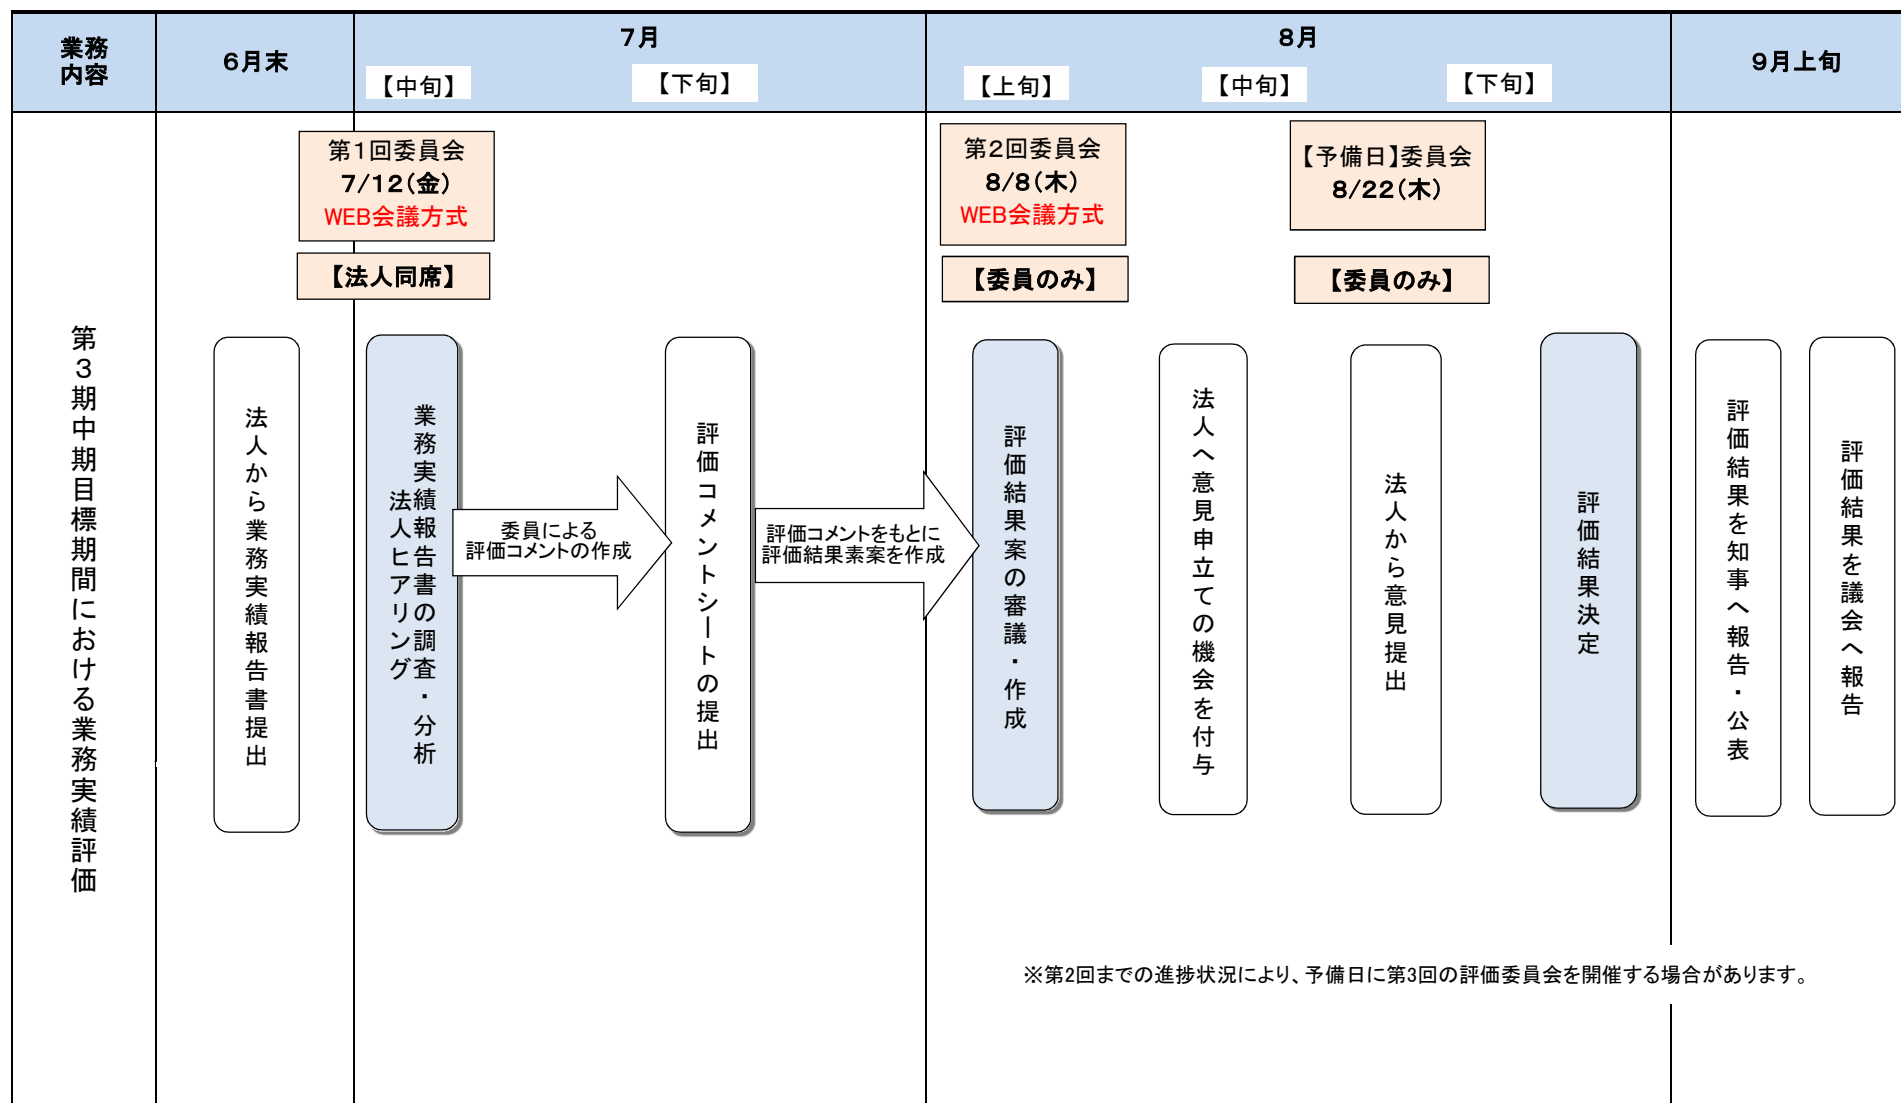 業務
内容
6月末
7月
【中旬】
【下旬】
8月
【上旬】
【中旬】
【下旬】
9月上旬
第1回委員会
7/12(金)
WEB会議方式
【法人同席】
第2回委員会
8/8(木)
WEB会議方式
【委員のみ】
【予備日】委員会
8/22(木)
【委員のみ】
第3期中期目標期間における業務実績評価
法人から業務実績報告書提出
業務実績報告書の調査・分析
法人ヒアリング
委員による
評価コメントの作成
評価コメントシートの提出
評価コメントをもとに
評価結果素案を作成
評価結果案の審議・作成
法人へ意見申立ての機会を付与
法人から意見提出
評価結果決定
評価結果を知事へ報告・公表
評価結果を議会へ報告
※第2回までの進捗状況により、予備日に第3回の評価委員会を開催する場合があります。